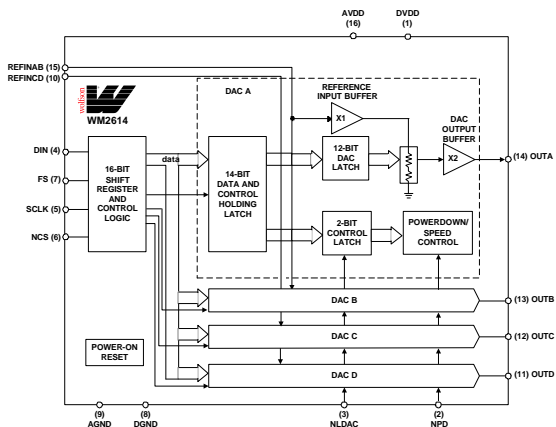 AVDD
(16)
DVDD
(1)
REFINAB (15)
REFINCD (10)
wolfson
WM2614
DAC A
REFERENCE
INPUT BUFFER
X1
DAC
OUTPUT
BUFFER
X2
(14) OUTA
DIN (4)
FS (7)
SCLK (5)
NCS (6)
16-BIT
SHIFT
REGISTER
AND
CONTROL
LOGIC
data
14-BIT
DATA AND
CONTROL
HOLDING
LATCH
12-BIT
DAC
LATCH
2-BIT
CONTROL
LATCH
POWERDOWN/
SPEED
CONTROL
DAC B
(13) OUTB
DAC C
(12) OUTC
DAC D
(11) OUTD
POWER-ON
RESET
(9)
AGND
(8)
DGND
(3)
NLDAC
(2)
NPD